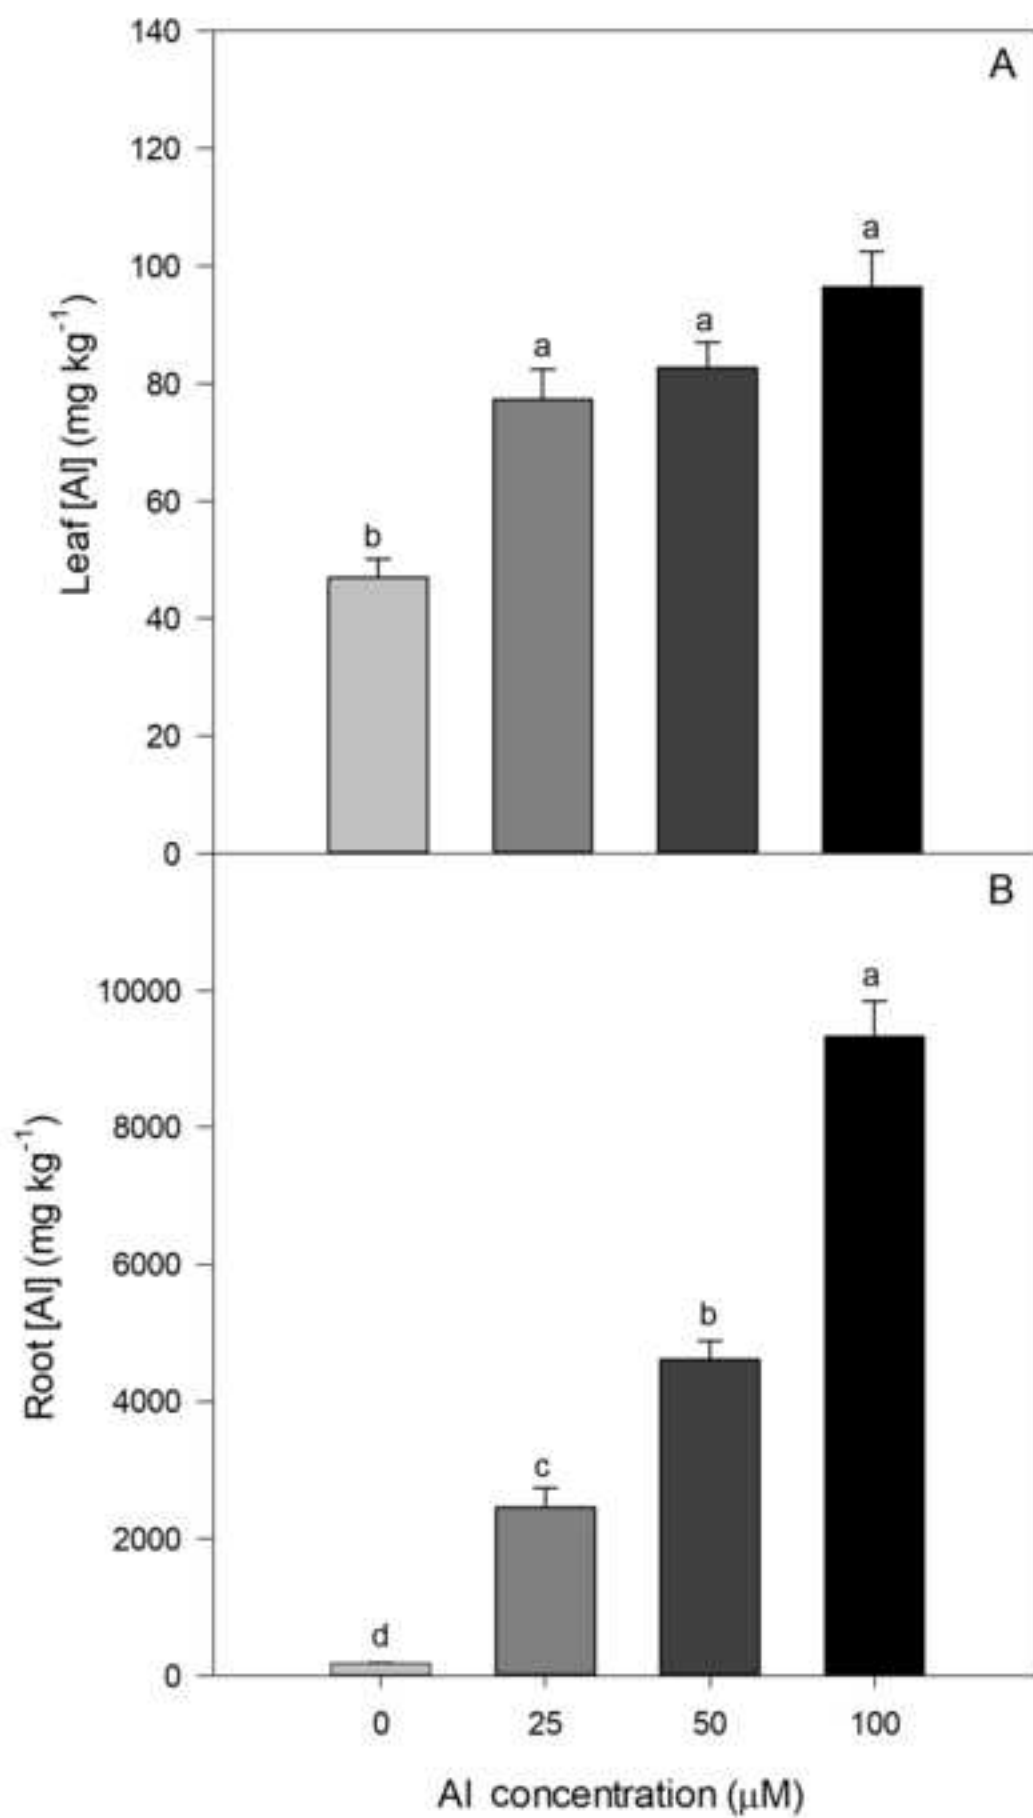 140
A
120
a
100
a
a
80
60
b
40
20
0
Leaf [Al] (mg kg⁻¹)
B
10000
a
8000
6000
b
4000
c
2000
d
0
Root [Al] (mg kg⁻¹)
0 25 50 100
Al concentration (μM)